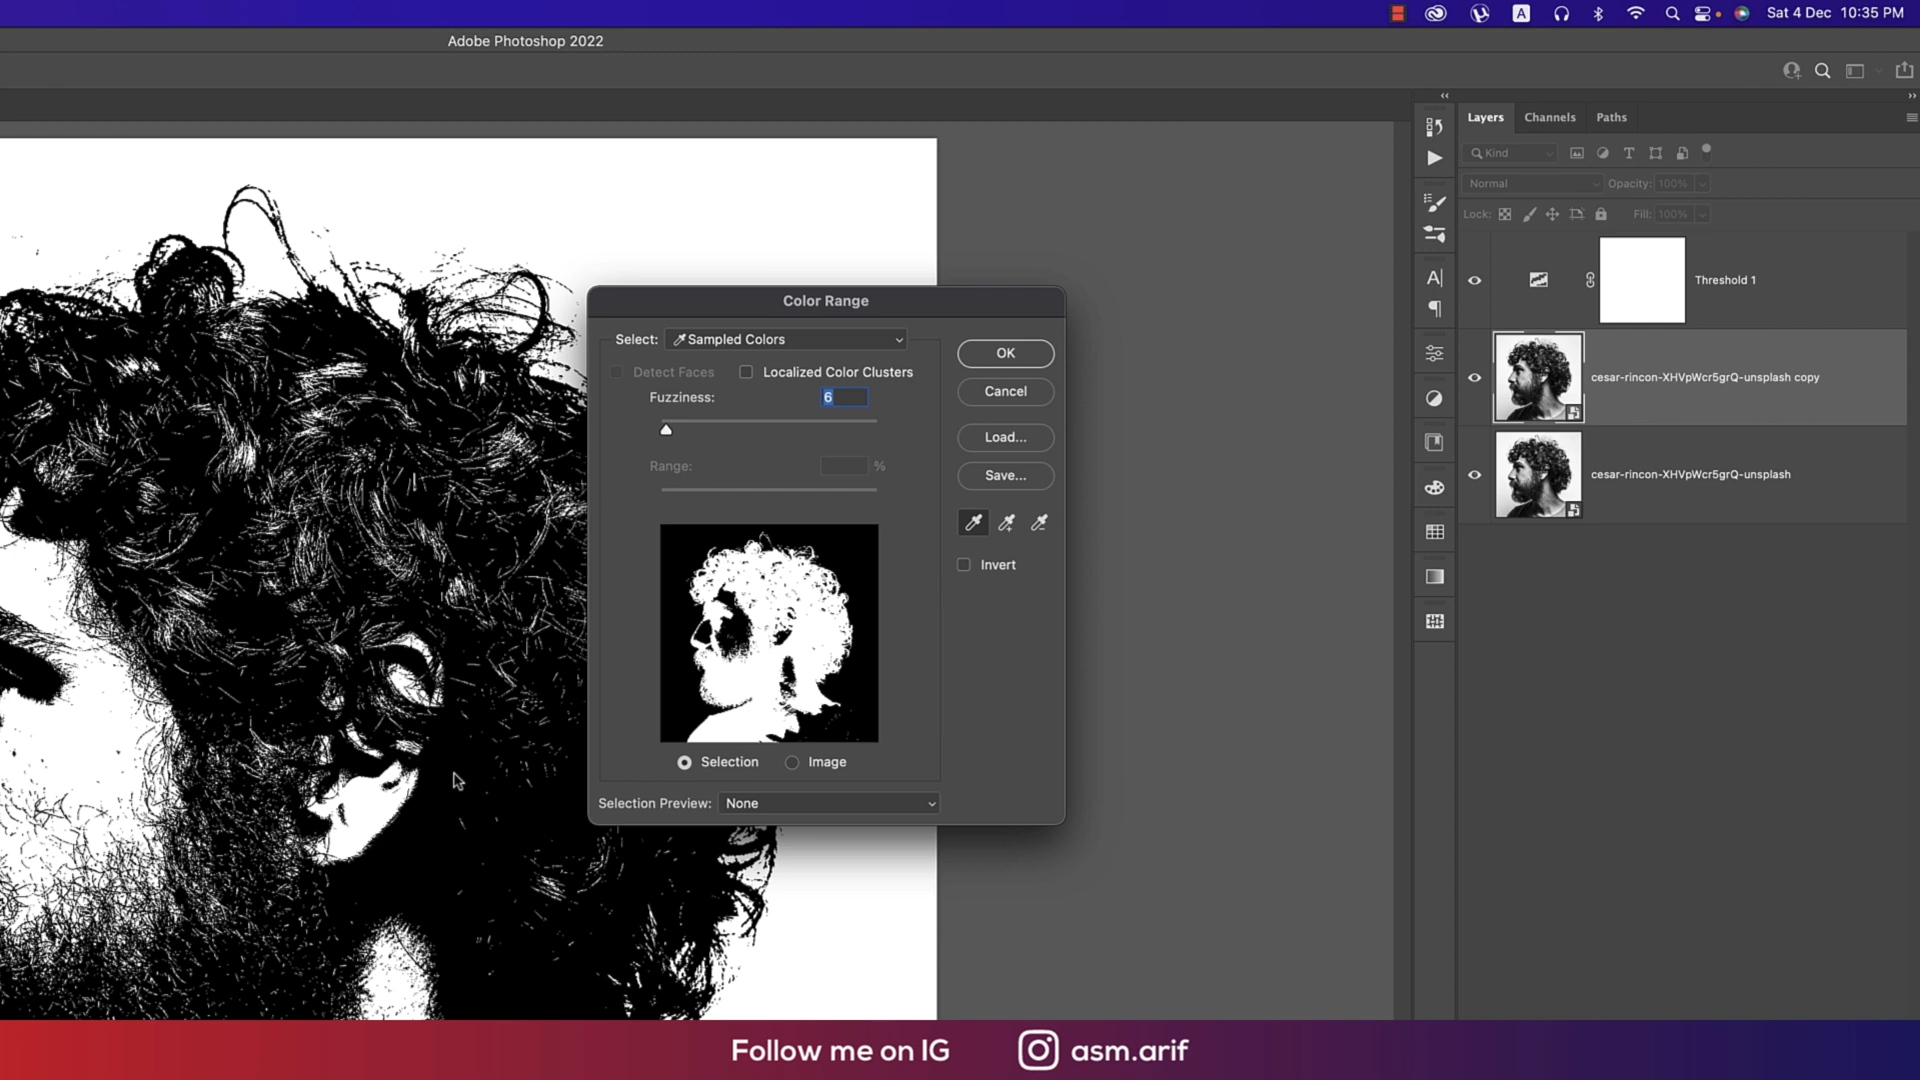 Sat 4 Dec 10:35 PM
Adobe Photoshop 2022
Layers Channels Paths
Kind
Normal Opacity: 100%
Lock: Fill: 100%
Threshold 1
cesar-rincon-XHVpWcr5grQ-unsplash copy
cesar-rincon-XHVpWcr5grQ-unsplash
Color Range
Select: Sampled Colors
OK
Detect Faces Localized Color Clusters
Cancel
Fuzziness: 6
Load...
Range: %
Save...
Invert
Selection Image
Selection Preview: None
Follow me on IG asm.arif